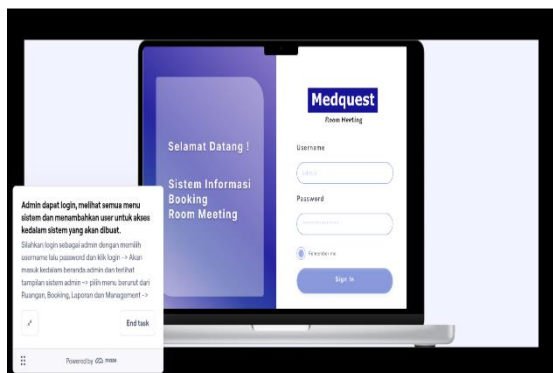 Medquest
Room Meeting
Selamat Datang !
Sistem Informasi
Booking
Room Meeting
Username
Password
Remember me
Sign In
Admin dapat login, melihat semua menu
sistem dan menambahkan user untuk akses
kedalam sistem yang akan dibuat.
Silahkan login sebagai admin dengan memilih
username lalu password dan klik login -> Akan
masuk kedalam beranda admin dan terlihat
tampilan sistem admin -> pilih menu berurut dari
Ruangan, Booking, Laporan dan Management ->
End task
Powered by maze